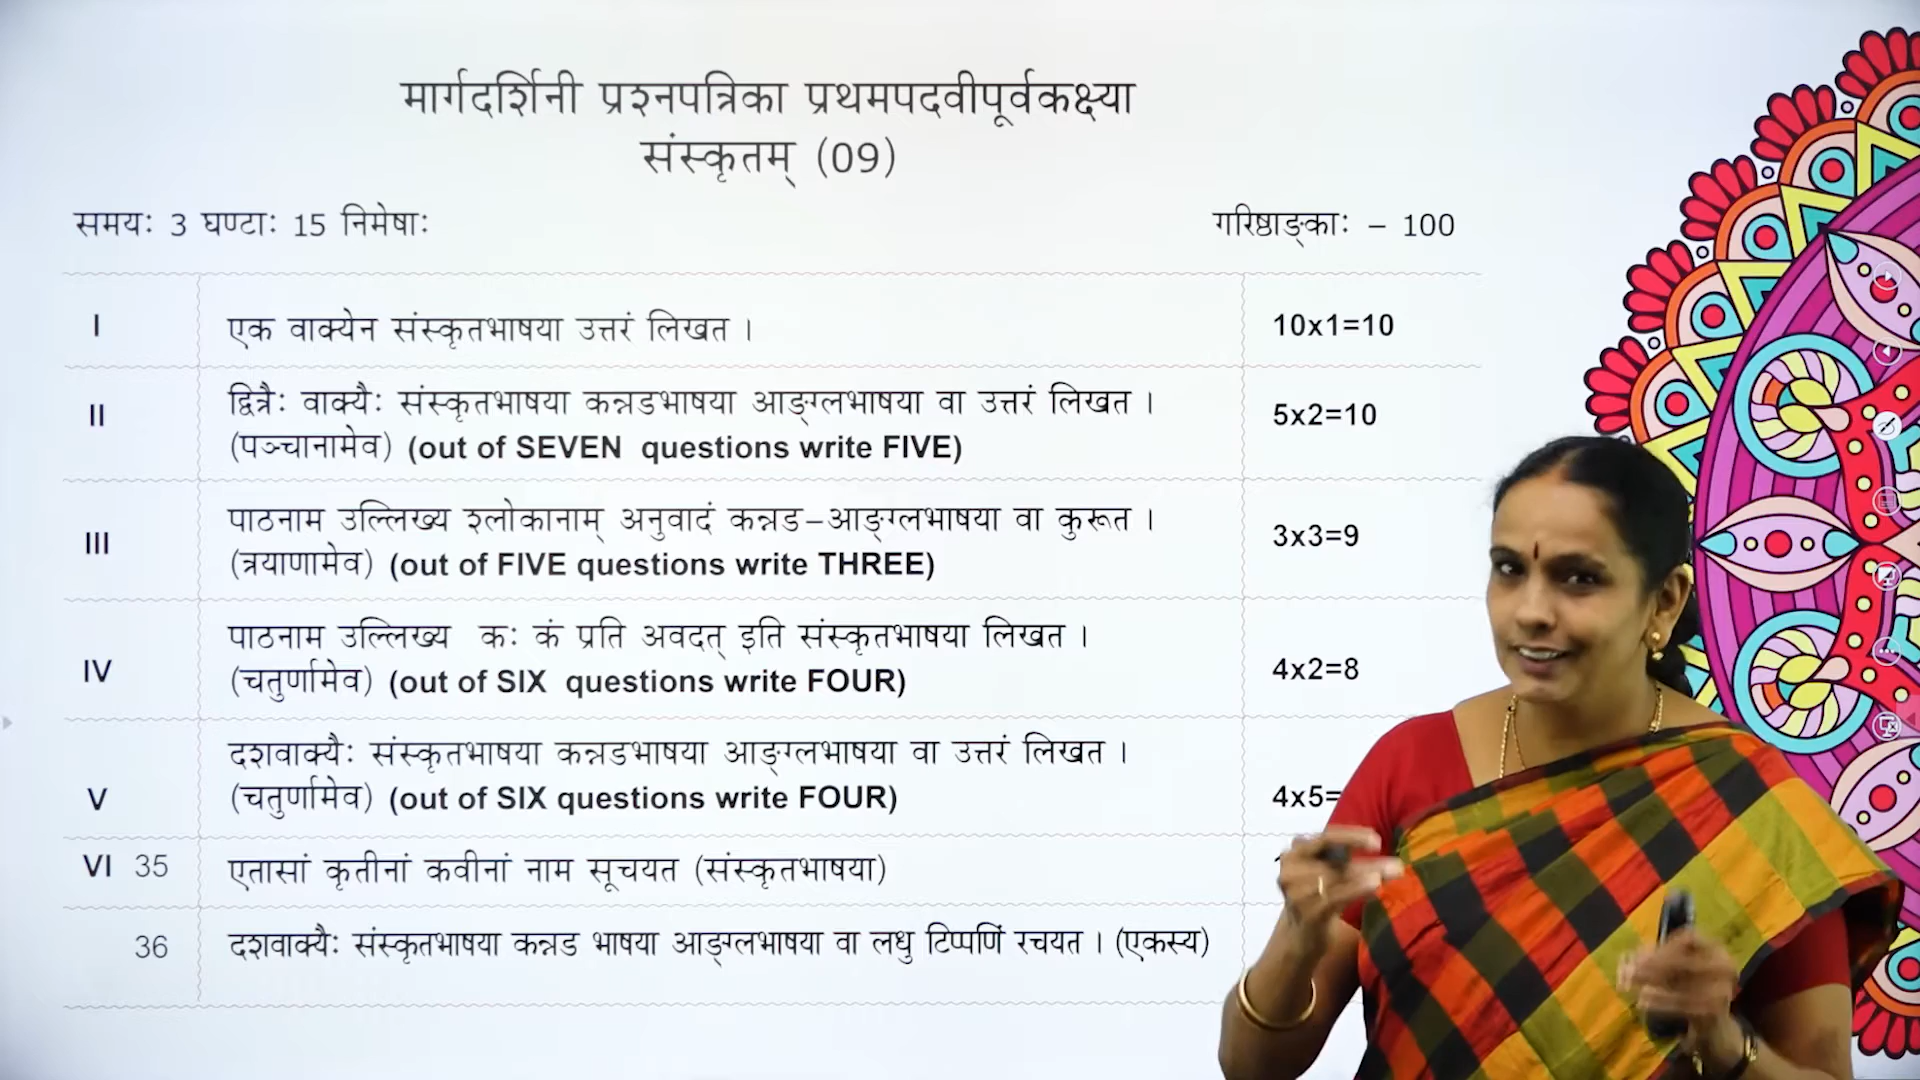 मार्गदर्शिनी प्रश्नपत्रिका प्रथमपदवीपूर्वकक्ष्या
संस्कृतम् (09)
समयः 3 घण्टाः 15 निमेषाः
गरिष्ठाङ्काः – 100
I एक वाक्येन संस्कृतभाषया उत्तरं लिखत । 10x1=10
II द्वित्रैः वाक्यैः संस्कृतभाषया कन्नडभाषया आङ्ग्लभाषया वा उत्तरं लिखत ।
(पञ्चानामेव) (out of SEVEN questions write FIVE) 5x2=10
III पाठनाम उल्लिख्य श्लोकानाम् अनुवादं कन्नड–आङ्ग्लभाषया वा कुरूत ।
(त्रयाणामेव) (out of FIVE questions write THREE) 3x3=9
IV पाठनाम उल्लिख्य कः कं प्रति अवदत् इति संस्कृतभाषया लिखत ।
(चतुर्णामेव) (out of SIX questions write FOUR) 4x2=8
V दशवाक्यैः संस्कृतभाषया कन्नडभाषया आङ्ग्लभाषया वा उत्तरं लिखत ।
(चतुर्णामेव) (out of SIX questions write FOUR) 4x5=
VI 35 एतासां कृतीनां कवीनां नाम सूचयत (संस्कृतभाषया)
36 दशवाक्यैः संस्कृतभाषया कन्नड भाषया आङ्ग्लभाषया वा लधु टिप्पणिं रचयत । (एकस्य)